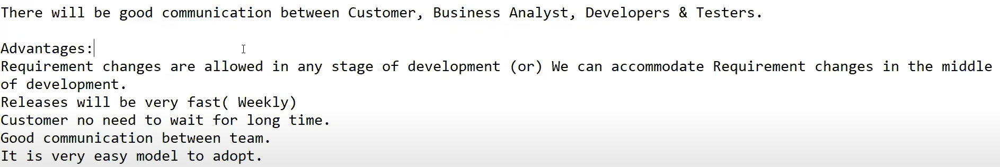 There will be good communication between Customer, Business Analyst, Developers & Testers.
Advantages:
Requirement changes are allowed in any stage of development (or) We can accommodate Requirement changes in the middle
of development.
Releases will be very fast( Weekly)
Customer no need to wait for long time.
Good communication between team.
It is very easy model to adopt.